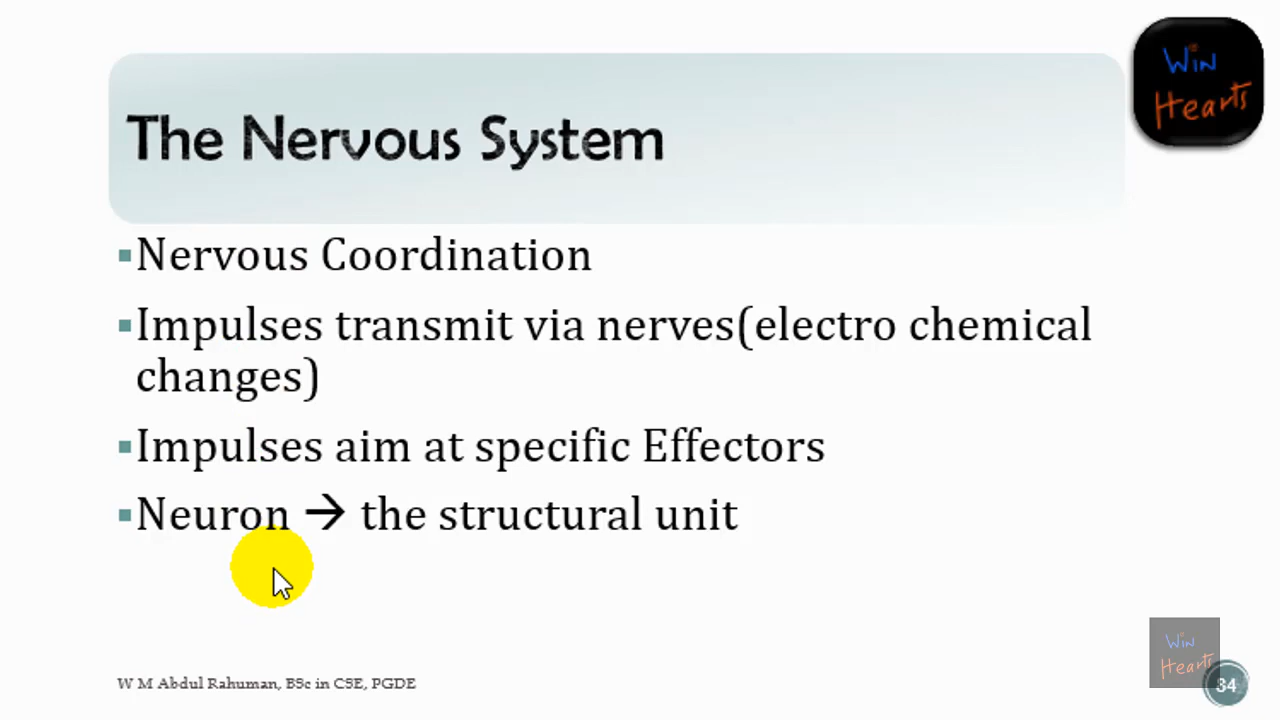 Win
Hearts
The Nervous System
▪Nervous Coordination
▪Impulses transmit via nerves(electro chemical
changes)
▪Impulses aim at specific Effectors
▪Neuron → the structural unit
Win
Hearts
W M Abdul Rahuman, BSc in CSE, PGDE
34